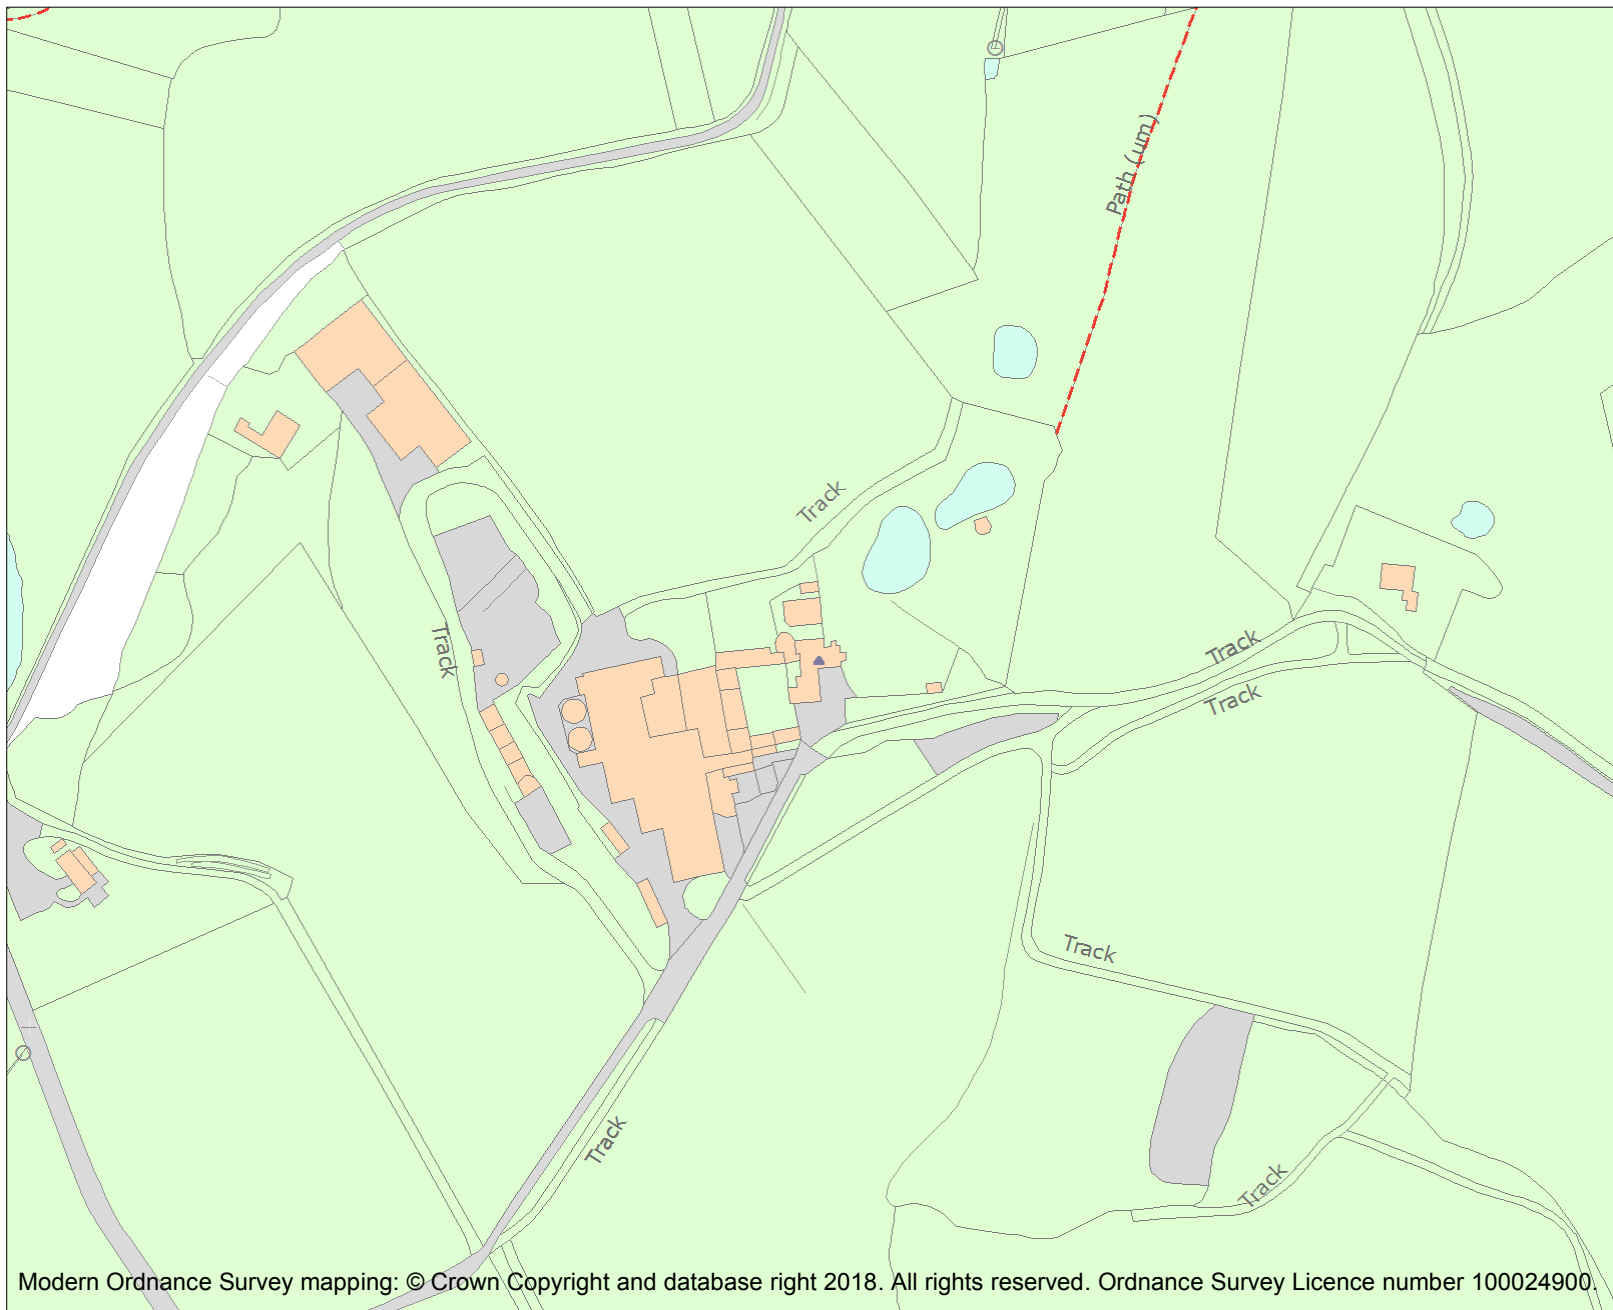 Path (um)
Track
Track
Track
Track
Track
Track
Track
Modern Ordnance Survey mapping: © Crown Copyright and database right 2018. All rights reserved. Ordnance Survey Licence number 100024900.